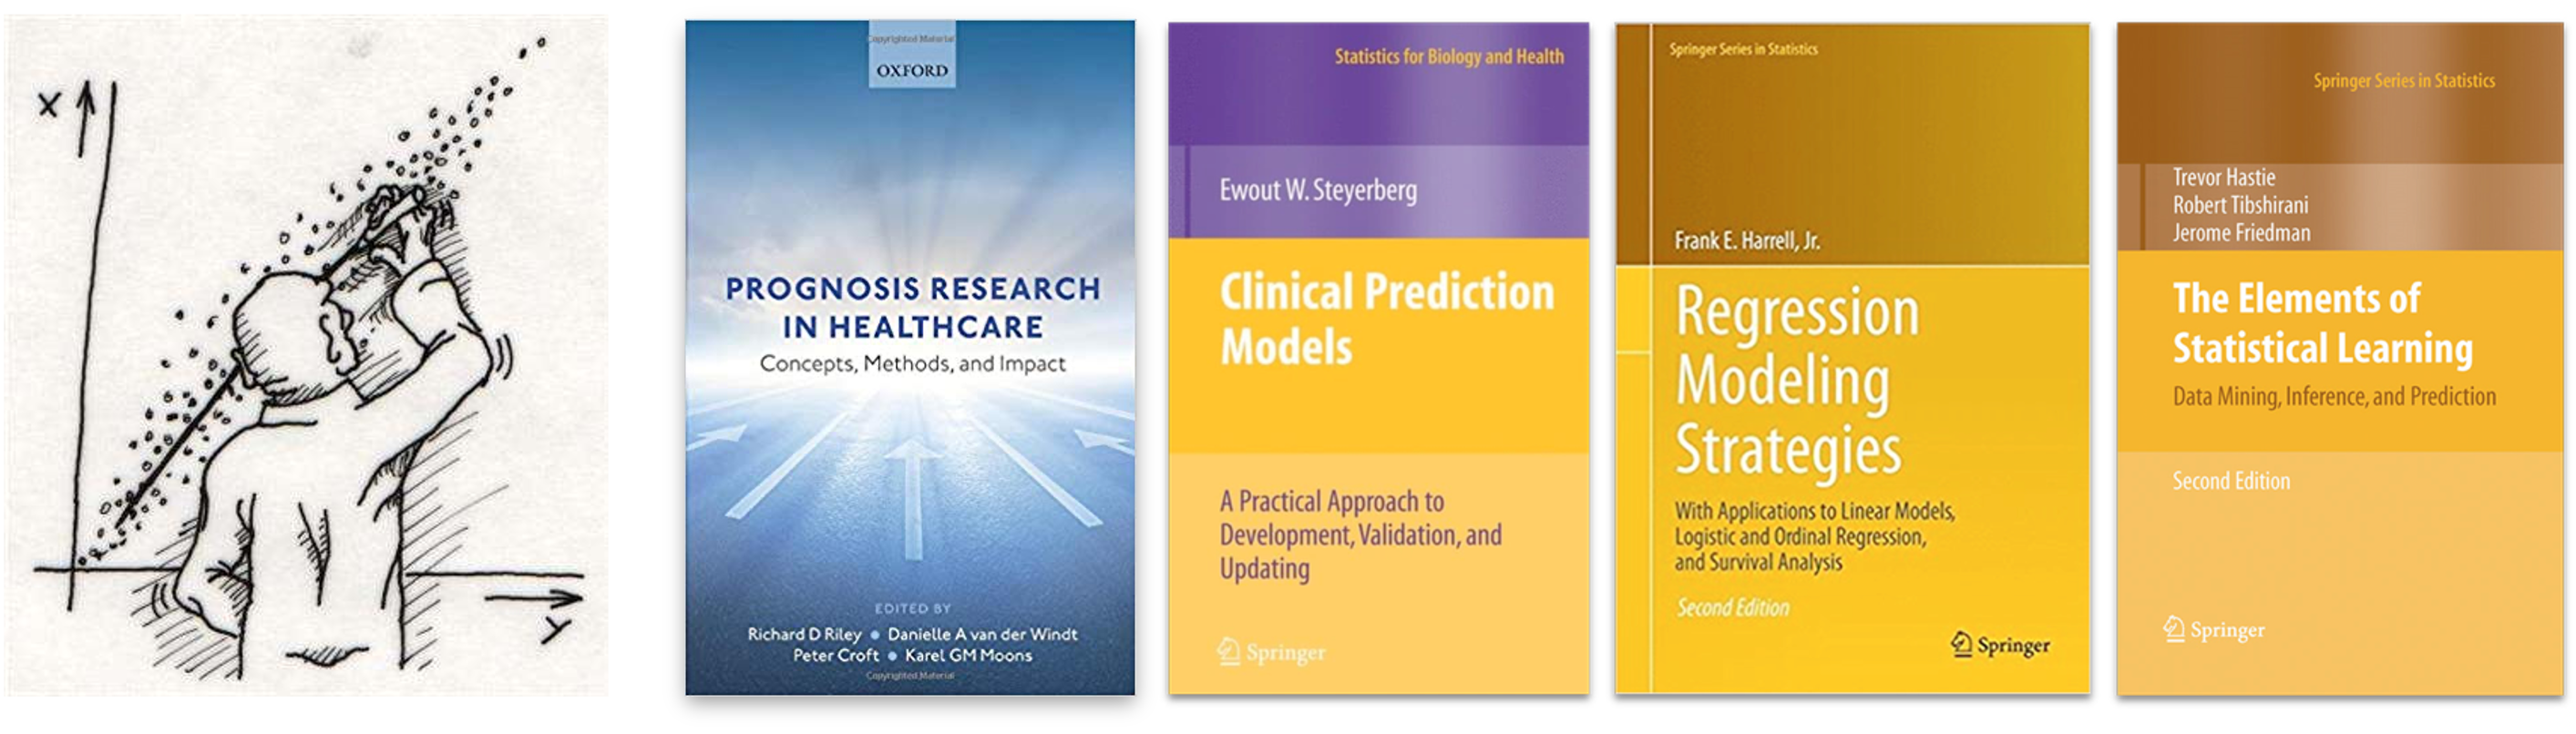 X
Y
Copyrighted Material
OXFORD
PROGNOSIS RESEARCH
IN HEALTHCARE
Concepts, Methods, and Impact
EDITED BY
Richard D Riley • Danielle A van der Windt
Peter Croft • Karel GM Moons
Copyrighted Material
Statistics for Biology and Health
Ewout W. Steyerberg
Clinical Prediction
Models
A Practical Approach to
Development, Validation, and
Updating
Springer
Springer Series in Statistics
Frank E. Harrell, Jr.
Regression
Modeling
Strategies
With Applications to Linear Models,
Logistic and Ordinal Regression,
and Survival Analysis
Second Edition
Springer
Springer Series in Statistics
Trevor Hastie
Robert Tibshirani
Jerome Friedman
The Elements of
Statistical Learning
Data Mining, Inference, and Prediction
Second Edition
Springer